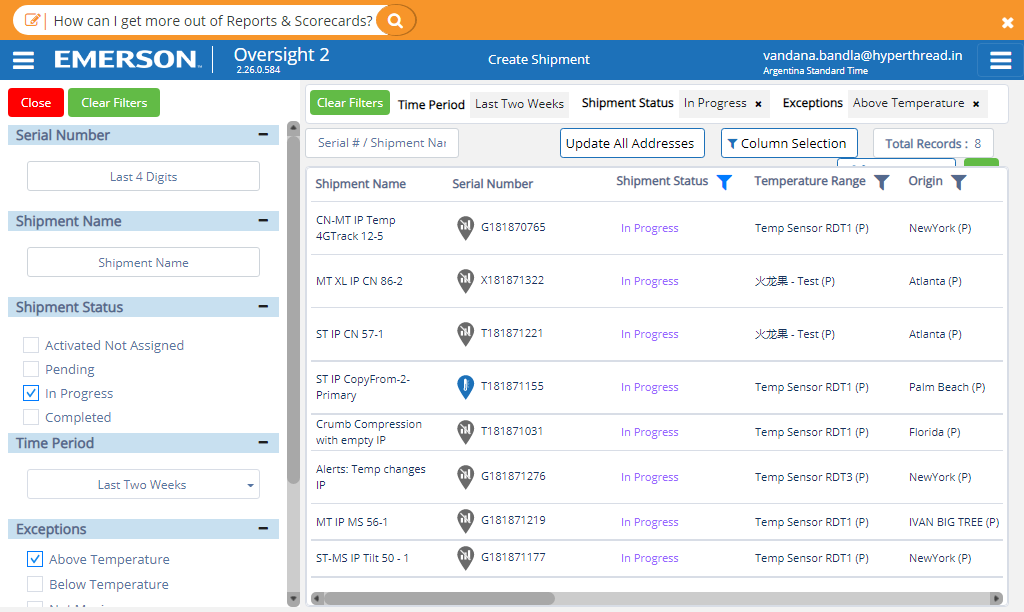 How can I get more out of Reports & Scorecards?
EMERSON
Oversight 2
2.26.0.584
Create Shipment
vandana.bandla@hyperthread.in
Argentina Standard Time
Close
Clear Filters
Serial Number
Last 4 Digits
Shipment Name
Shipment Name
Shipment Status
Activated Not Assigned
Pending
In Progress
Completed
Time Period
Last Two Weeks
Exceptions
Above Temperature
Below Temperature
Clear Filters Time Period Last Two Weeks Shipment Status In Progress × Exceptions Above Temperature ×
Serial # / Shipment Nar
Update All Addresses
Column Selection
Total Records : 8
Shipment Name Serial Number Shipment Status Temperature Range Origin
CN-MT IP Temp
4GTrack 12-5
G181870765 In Progress Temp Sensor RDT1 (P) NewYork (P)
MT XL IP CN 86-2 X181871322 In Progress 火龙果 - Test (P) Atlanta (P)
ST IP CN 57-1 T181871221 In Progress 火龙果 - Test (P) Atlanta (P)
ST IP CopyFrom-2-
Primary
T181871155 In Progress Temp Sensor RDT1 (P) Palm Beach (P)
Crumb Compression
with empty IP
T181871031 In Progress Temp Sensor RDT1 (P) Florida (P)
Alerts: Temp changes
IP
G181871276 In Progress Temp Sensor RDT3 (P) NewYork (P)
MT IP MS 56-1 G181871219 In Progress Temp Sensor RDT1 (P) IVAN BIG TREE (P)
ST-MS IP Tilt 50 - 1 G181871177 In Progress Temp Sensor RDT1 (P) NewYork (P)